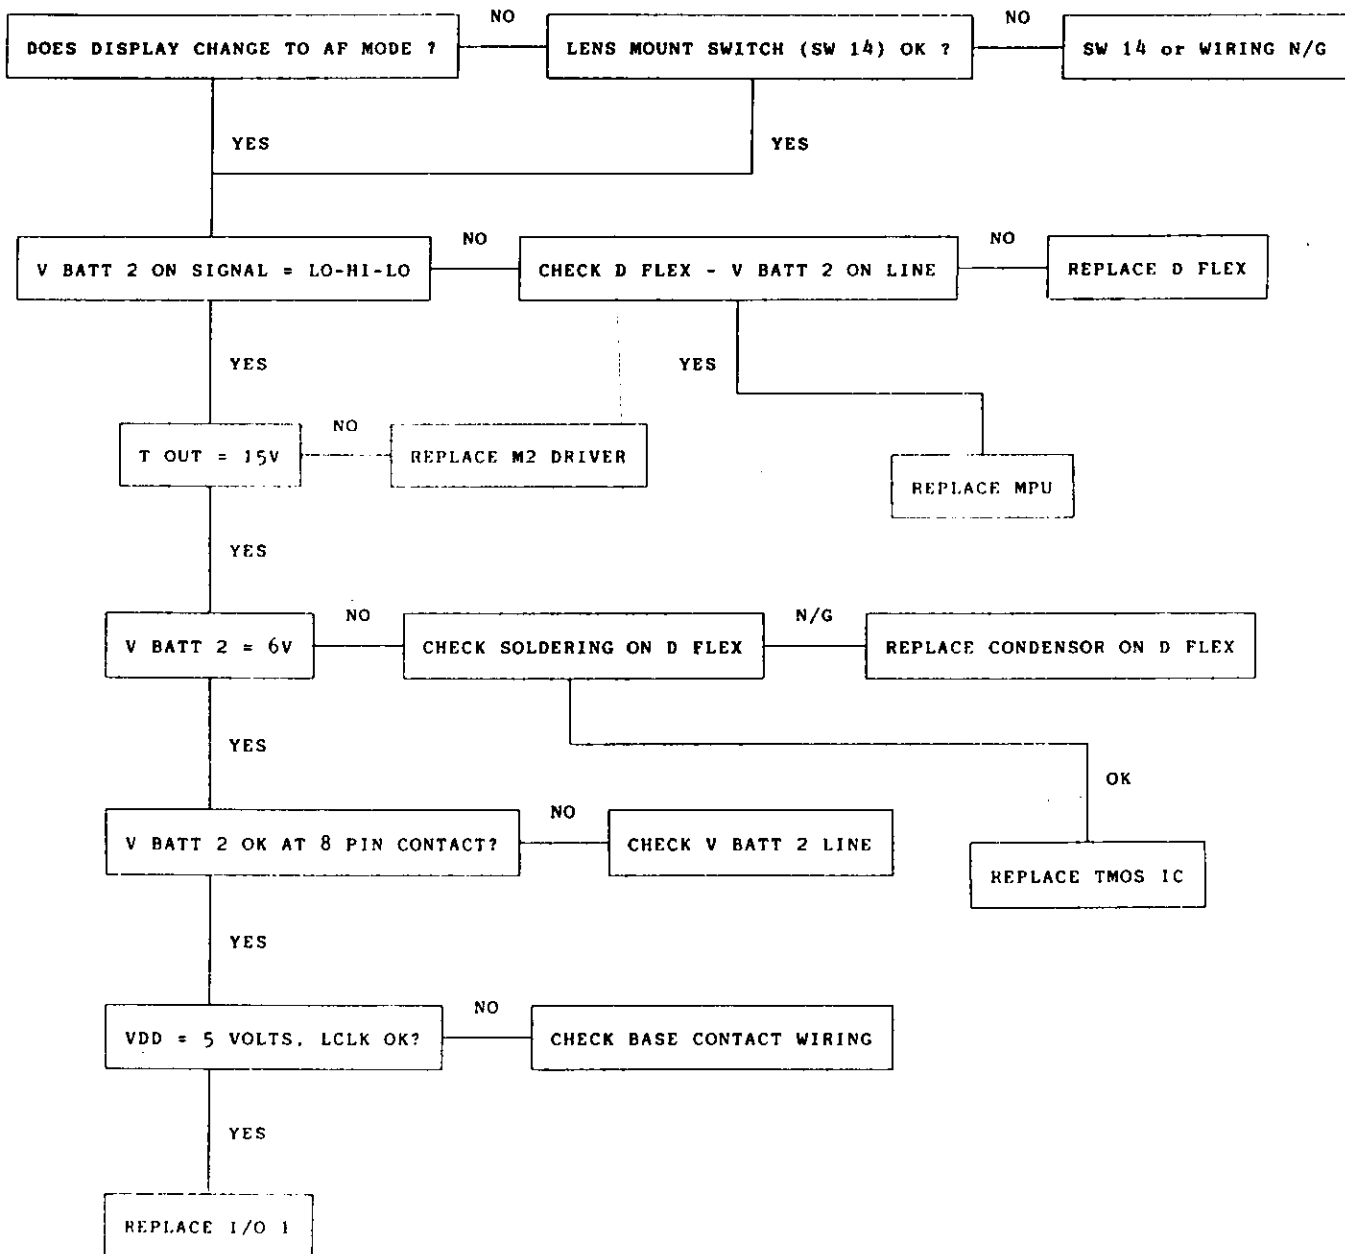 NO
NO
DOES DISPLAY CHANGE TO AF MODE ?
LENS MOUNT SWITCH (SW 14) OK ?
SW 14 or WIRING N/G
YES
YES
NO
NO
V BATT 2 ON SIGNAL = LO-HI-LO
CHECK D FLEX - V BATT 2 ON LINE
REPLACE D FLEX
YES
YES
NO
T OUT = 15V
REPLACE M2 DRIVER
REPLACE MPU
YES
NO
N/G
V BATT 2 = 6V
CHECK SOLDERING ON D FLEX
REPLACE CONDENSOR ON D FLEX
YES
OK
NO
V BATT 2 OK AT 8 PIN CONTACT?
CHECK V BATT 2 LINE
REPLACE TMOS IC
YES
NO
VDD = 5 VOLTS, LCLK OK?
CHECK BASE CONTACT WIRING
YES
REPLACE I/O 1